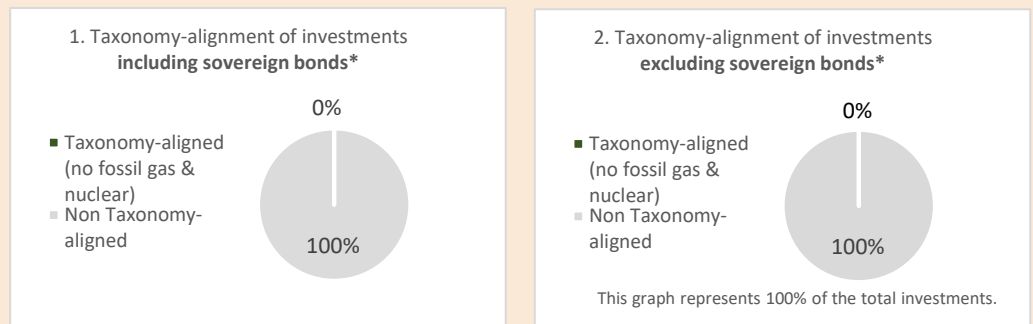 1. Taxonomy-alignment of investments
including sovereign bonds*
0%
Taxonomy-aligned
(no fossil gas &
nuclear)
Non Taxonomy-
aligned
100%
2. Taxonomy-alignment of investments
excluding sovereign bonds*
0%
Taxonomy-aligned
(no fossil gas &
nuclear)
Non Taxonomy-
aligned
100%
This graph represents 100% of the total investments.